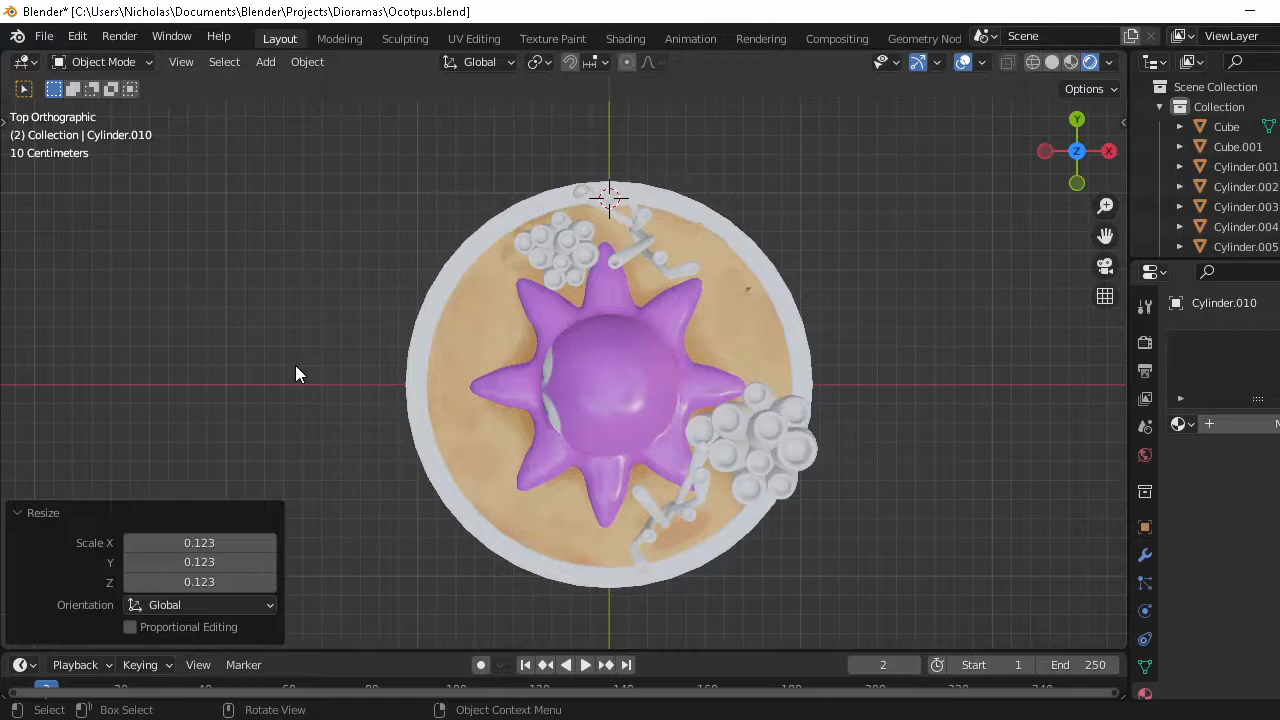 Blender* [C:\Users\Nicholas\Documents\Blender\Projects\Dioramas\Ocotpus.blend]
File Edit Render Window Help Layout Modeling Sculpting UV Editing Texture Paint Shading Animation Rendering Compositing Geometry Nod Scene ViewLayer
Object Mode View Select Add Object Global
Options
Top Orthographic
(2) Collection | Cylinder.010
10 Centimeters
Y
Z
X
Scene Collection
Collection
Cube
Cube.001
Cylinder.001
Cylinder.002
Cylinder.003
Cylinder.004
Cylinder.005
Cylinder.010
Resize
Scale X 0.123
Y 0.123
Z 0.123
Orientation Global
Proportional Editing
Playback Keying View Marker 2 Start 1 End 250
2
Select Box Select Rotate View Object Context Menu